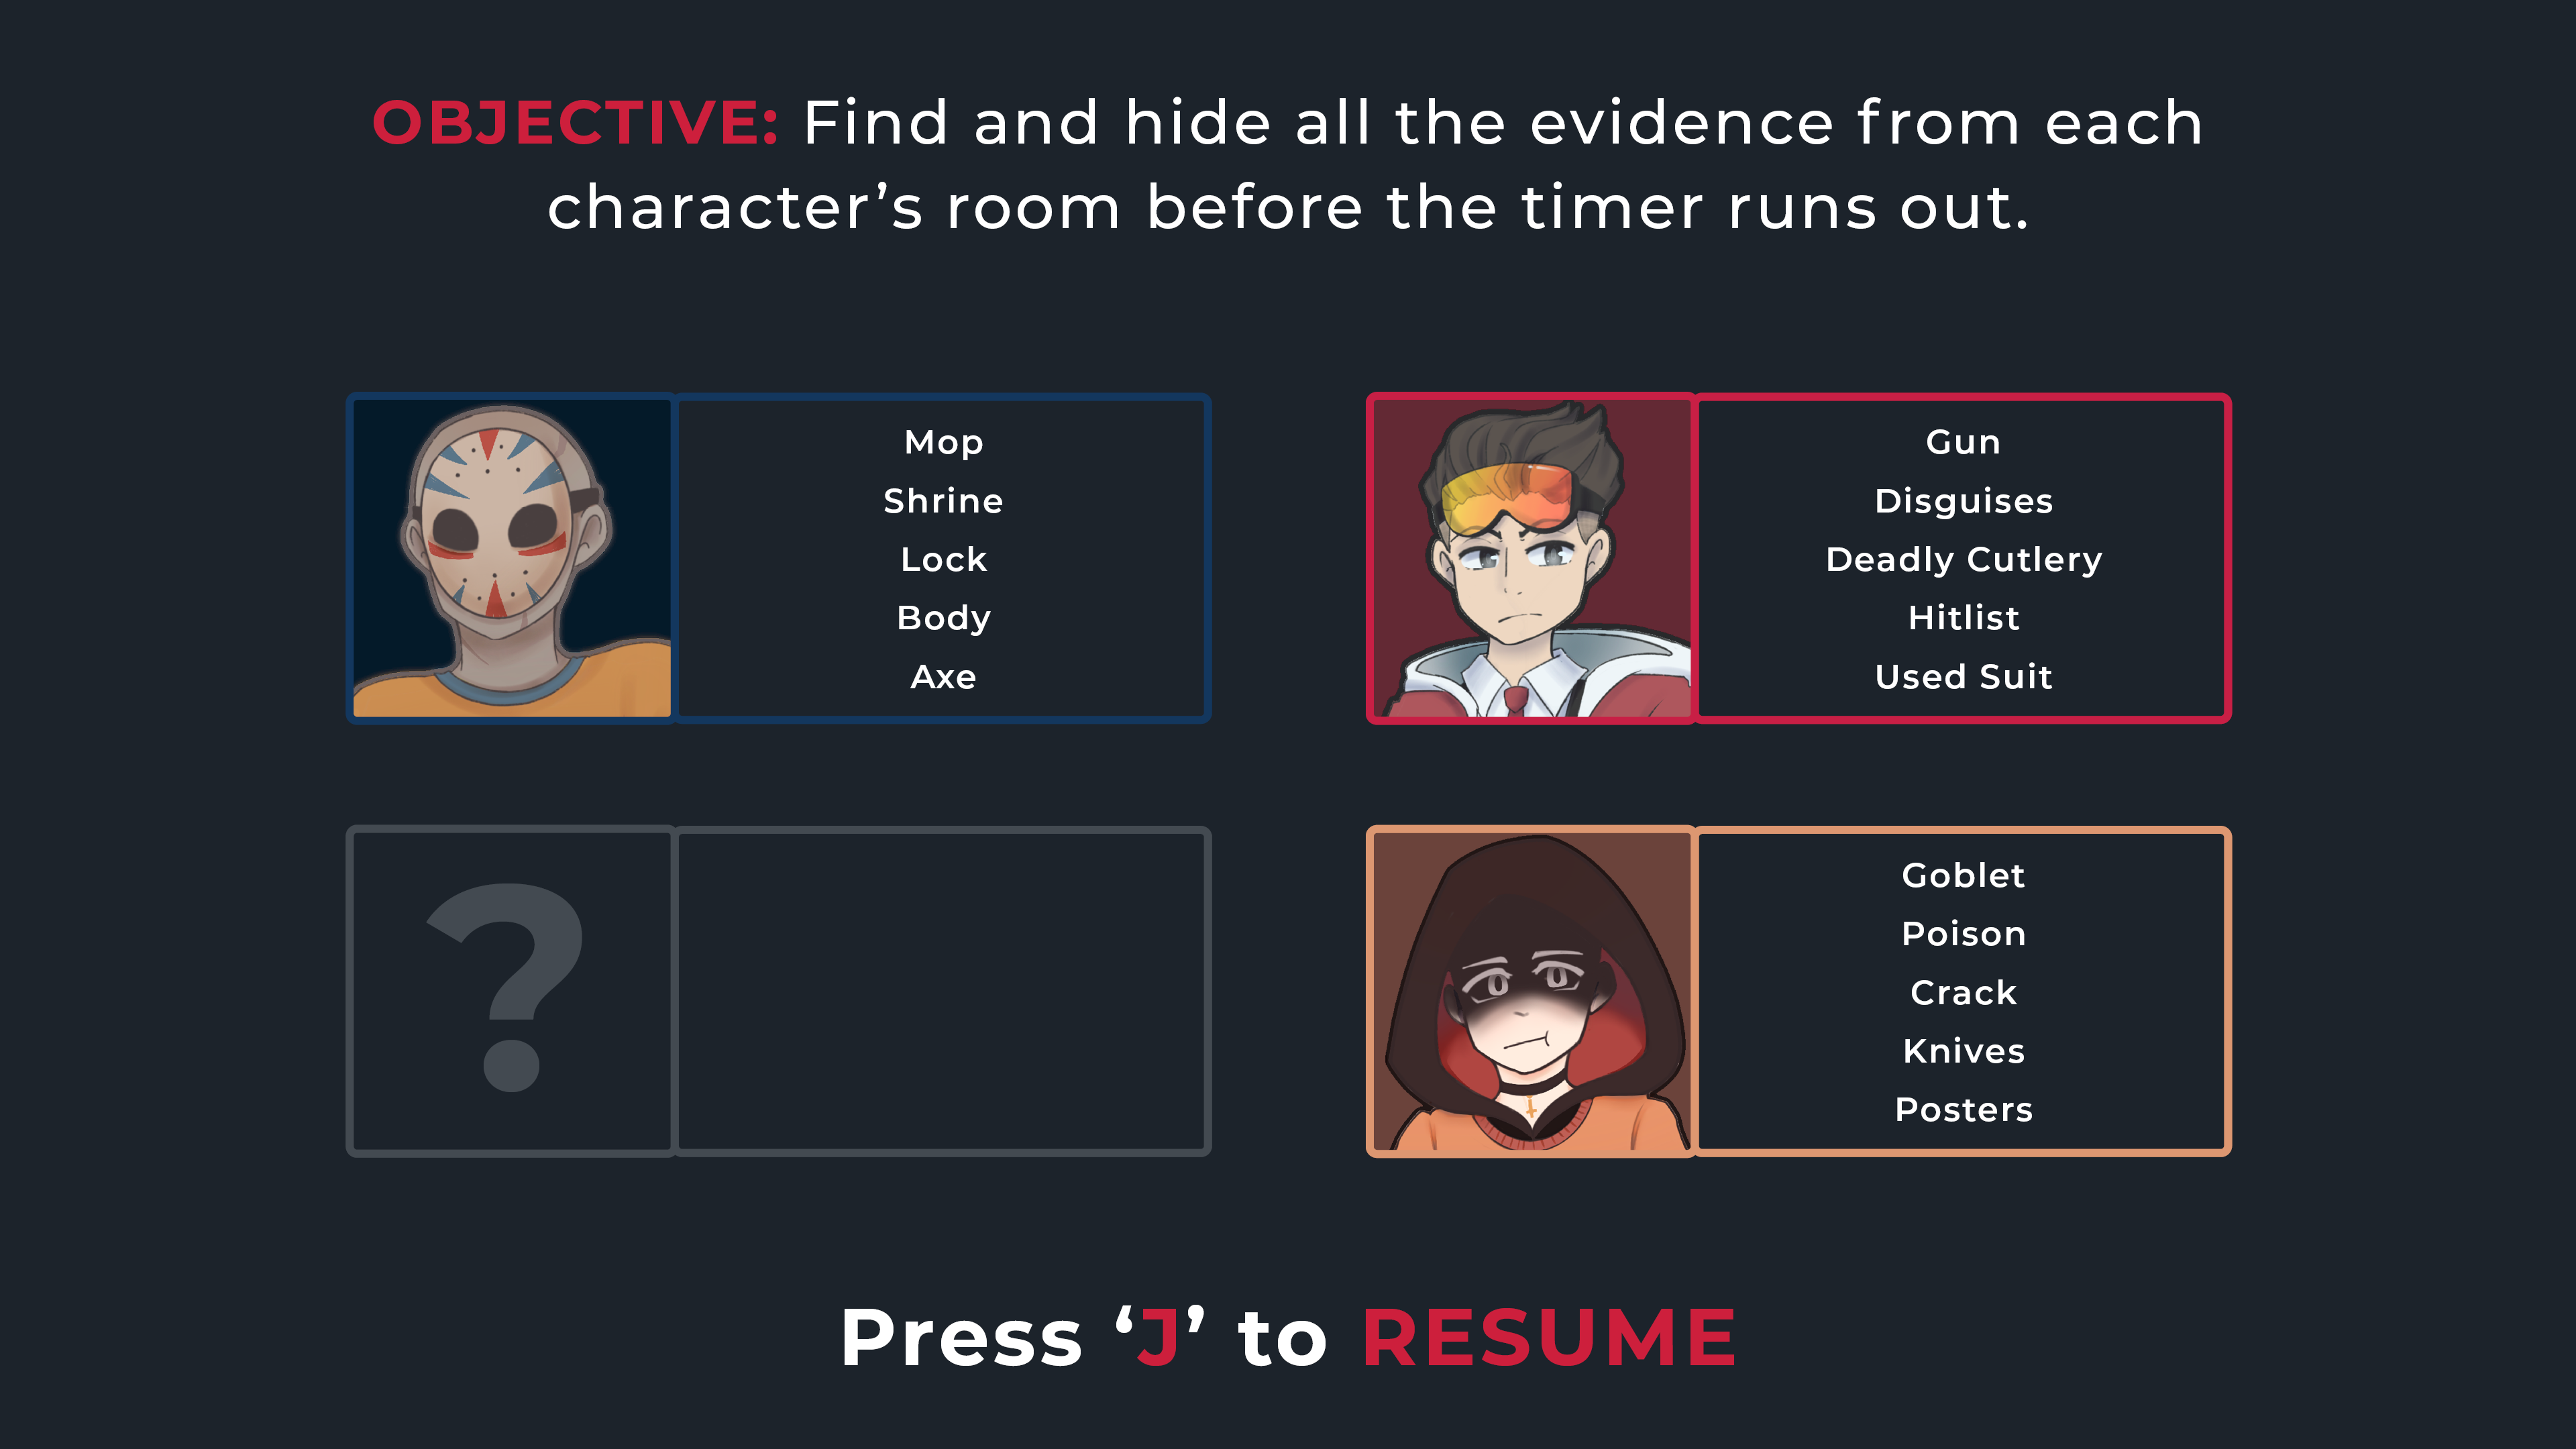 OBJECTIVE: Find and hide all the evidence from each
character’s room before the timer runs out.
Mop
Shrine
Lock
Body
Axe
Gun
Disguises
Deadly Cutlery
Hitlist
Used Suit
?
Goblet
Poison
Crack
Knives
Posters
Press ‘J’ to RESUME